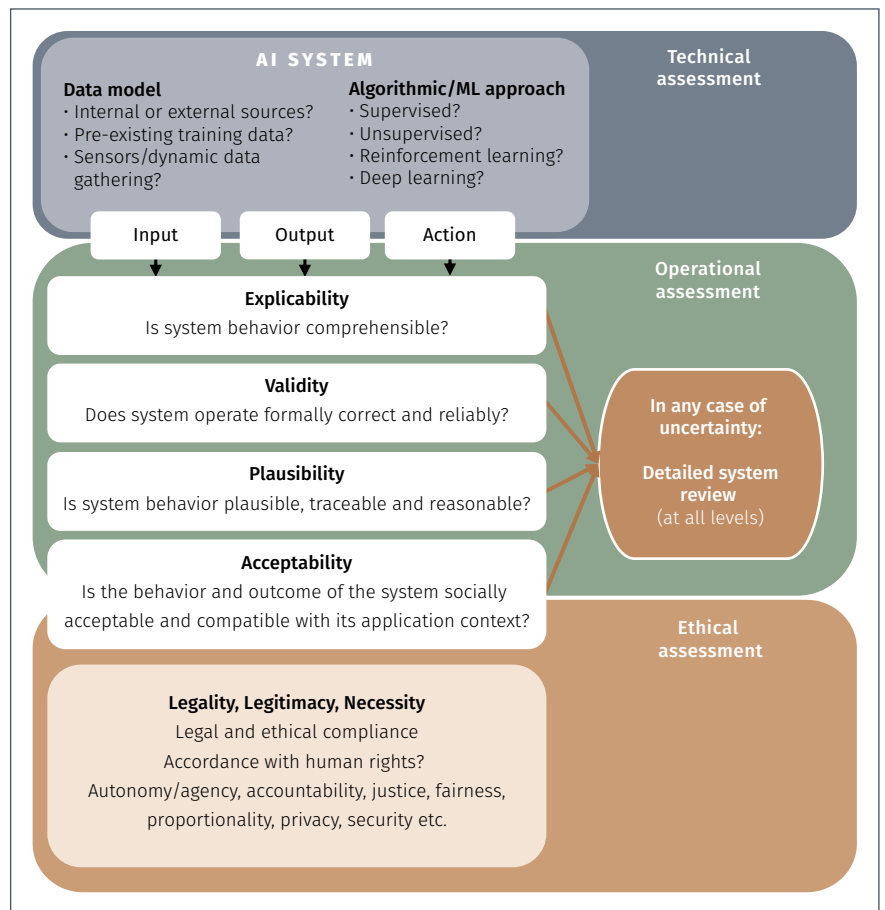 AI SYSTEM
Technical
assessment
Data model
· Internal or external sources?
· Pre-existing training data?
· Sensors/dynamic data
gathering?
Algorithmic/ML approach
· Supervised?
· Unsupervised?
· Reinforcement learning?
· Deep learning?
Input
Output
Action
Operational
assessment
Explicability
Is system behavior comprehensible?
Validity
Does system operate formally correct and reliably?
Plausibility
Is system behavior plausible, traceable and reasonable?
Acceptability
Is the behavior and outcome of the system socially
acceptable and compatible with its application context?
In any case of
uncertainty:
Detailed system
review
(at all levels)
Ethical
assessment
Legality, Legitimacy, Necessity
Legal and ethical compliance
Accordance with human rights?
Autonomy/agency, accountability, justice, fairness,
proportionality, privacy, security etc.